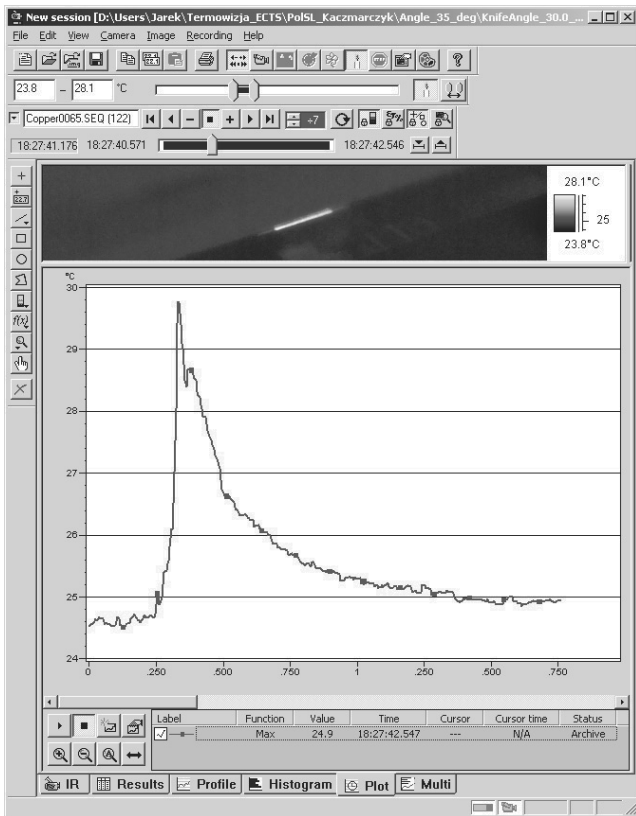 New session [D:\Users\Jarek\Termowizja_ECTS\PolSL_Kaczmarczyk\Angle_35_deg\KnifeAngle_30.0_...
File Edit View Camera Image Recording Help
23.8 – 28.1 °C
Copper0065.SEQ (122) ÷7
18:27:41.176 18:27:40.571 18:27:42.546
28.1°C
25
23.8°C
22.7
f(x)
°C
30
29
28
27
26
25
24
0 .250 .500 .750 1 .250 .500 .750
Label Function Value Time Cursor Cursor time Status
Max 24.9 18:27:42.547 --- N/A Archive
IR Results Profile Histogram Plot Multi